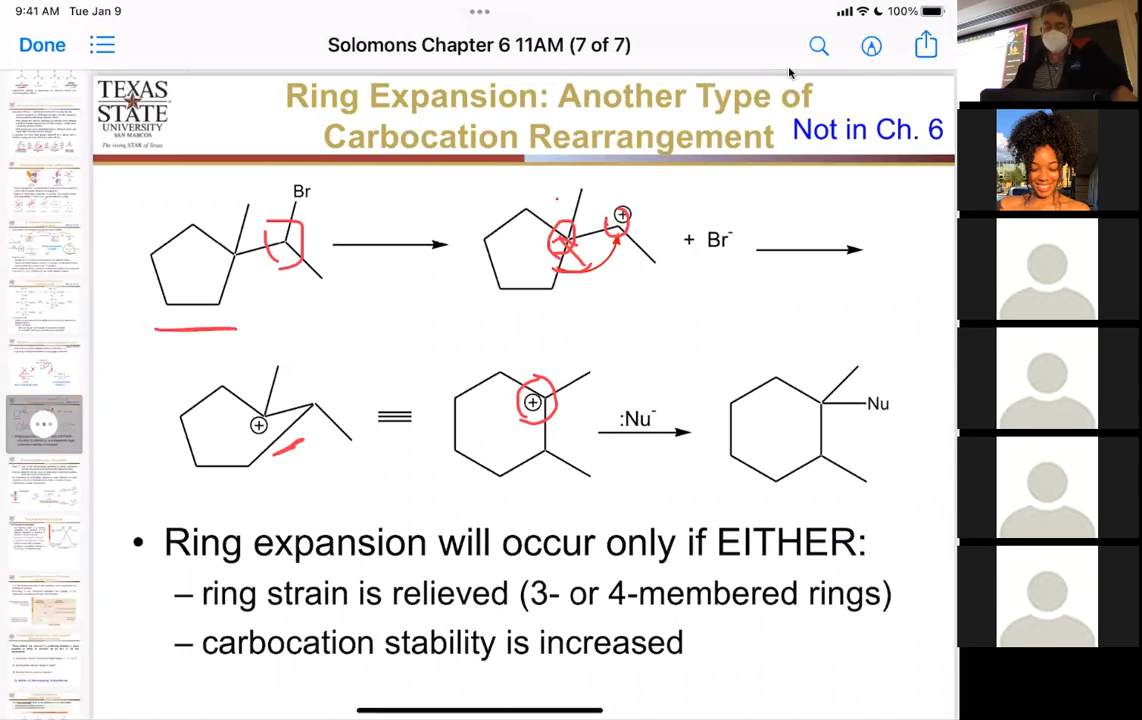 9:41 AM Tue Jan 9
100%
Done
Solomons Chapter 6 11AM (7 of 7)
TEXAS
STATE
UNIVERSITY
SAN MARCOS
The rising STAR of Texas
Ring Expansion: Another Type of
Carbocation Rearrangement
Not in Ch. 6
Br
+
+ Br-
+
≡
+
:Nu-
Nu
• Ring expansion will occur only if EITHER:
– ring strain is relieved (3- or 4-membered rings)
– carbocation stability is increased